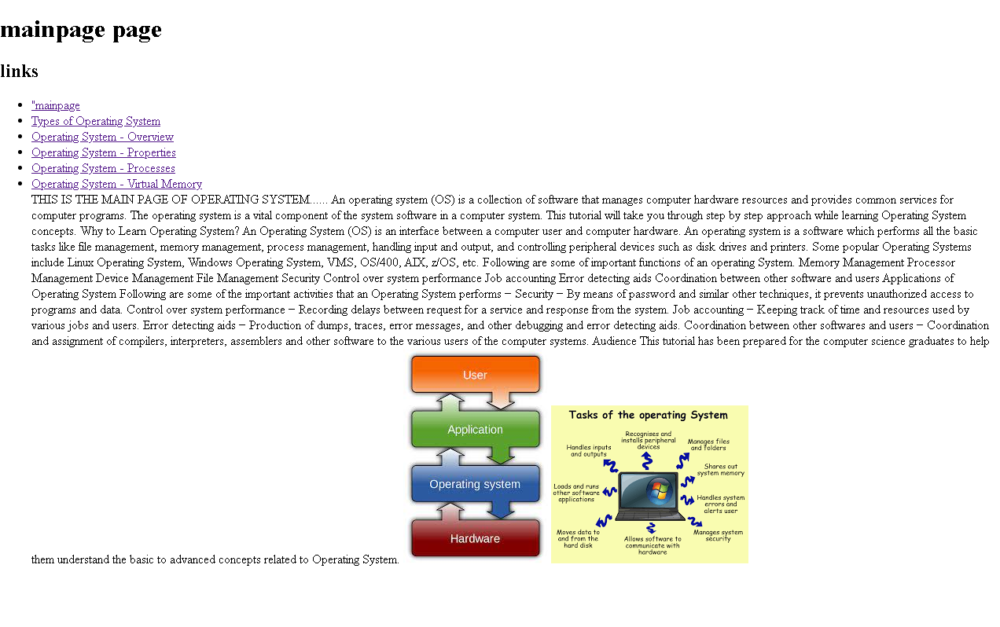 mainpage page
links
"mainpage
Types of Operating System
Operating System - Overview
Operating System - Properties
Operating System - Processes
Operating System - Virtual Memory
THIS IS THE MAIN PAGE OF OPERATING SYSTEM...... An operating system (OS) is a collection of software that manages computer hardware resources and provides common services for
computer programs. The operating system is a vital component of the system software in a computer system. This tutorial will take you through step by step approach while learning Operating System
concepts. Why to Learn Operating System? An Operating System (OS) is an interface between a computer user and computer hardware. An operating system is a software which performs all the basic
tasks like file management, memory management, process management, handling input and output, and controlling peripheral devices such as disk drives and printers. Some popular Operating Systems
include Linux Operating System, Windows Operating System, VMS, OS/400, AIX, z/OS, etc. Following are some of important functions of an operating System. Memory Management Processor
Management Device Management File Management Security Control over system performance Job accounting Error detecting aids Coordination between other software and users Applications of
Operating System Following are some of the important activities that an Operating System performs − Security − By means of password and similar other techniques, it prevents unauthorized access to
programs and data. Control over system performance − Recording delays between request for a service and response from the system. Job accounting − Keeping track of time and resources used by
various jobs and users. Error detecting aids − Production of dumps, traces, error messages, and other debugging and error detecting aids. Coordination between other softwares and users − Coordination
and assignment of compilers, interpreters, assemblers and other software to the various users of the computer systems. Audience This tutorial has been prepared for the computer science graduates to help
them understand the basic to advanced concepts related to Operating System.
User
Application
Operating system
Hardware
Tasks of the operating System
Recognises and
installs peripheral
devices
Handles inputs
and outputs
Manages files
and folders
Shares out
system memory
Loads and runs
other software
applications
Handles system
errors and
alerts user
Moves data to
and from the
hard disk
Allows software to
communicate with
hardware
Manages system
security